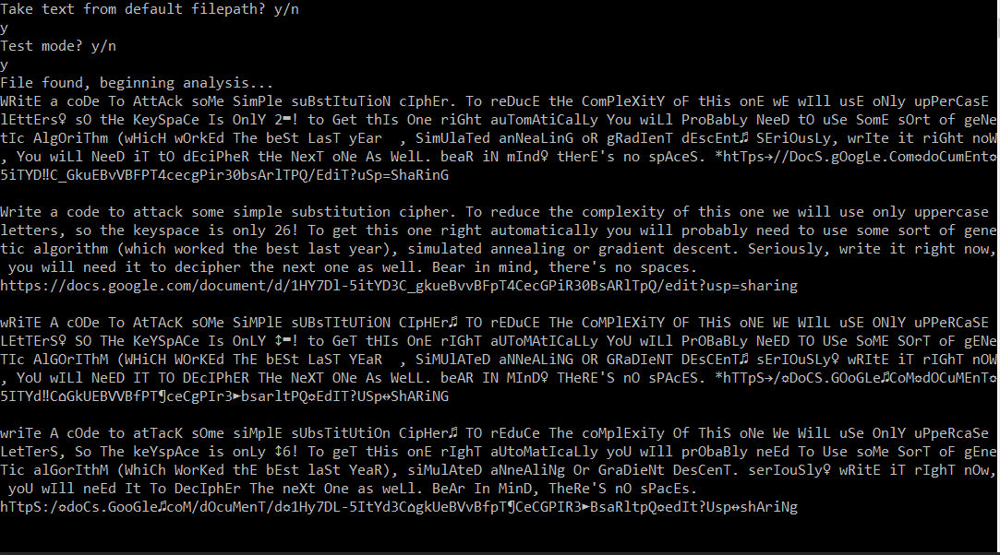 Take text from default filepath? y/n
y
Test mode? y/n
y
File found, beginning analysis...
WRitE a coDe To AttAck soMe SimPle suBstItuTioN cIphEr. To reDucE tHe ComPleXitY oF tHis onE wE wIll usE oNly upPerCasE
lEttErs♀ sO tHe KeySpaCe Is OnlY 2▬! to Get thIs One riGht auTomAtiCalLy You wiLl ProBabLy NeeD tO uSe SomE sOrt of geNe
tIc AlgOriThm (wHicH wOrkEd The beSt LasT yEar  , SimUlaTed anNeaLinG oR gRadIenT dEscEnt♫ SEriOusLy, wrIte it riGht noW
, You wiLl NeeD iT tO dEciPheR tHe NexT oNe As WelL. beaR iN mInd♀ tHerE's no spAceS. *htTps→//DocS.gOogLe.Com☼doCumEnt☼
5iTYD‼C_GkuEBvVBFPT4cecgPir30bsArlTPQ/EdiT?uSp=ShaRinG
Write a code to attack some simple substitution cipher. To reduce the complexity of this one we will use only uppercase
letters, so the keyspace is only 26! To get this one right automatically you will probably need to use some sort of gene
tic algorithm (which worked the best last year), simulated annealing or gradient descent. Seriously, write it right now,
 you will need it to decipher the next one as well. Bear in mind, there's no spaces.
https://docs.google.com/document/d/1HY7Dl-5itYD3C_gkueBvvBFpT4CecGPiR30BsARlTpQ/edit?usp=sharing
wRiTE A cODe To AtTAcK sOMe SiMPlE sUBsTItUTiON CIpHEr♫ TO rEDuCE THe CoMPlExiTY OF THiS oNE WE WIlL uSE ONlY uPPeRCaSE
LEtTErS♀ SO THe KEYSpACe Is OnLY ↕▬! to GeT tHIs OnE rIGhT aUToMAtICaLLy YoU wILl PrOBaBLy NeED TO USe SoME SOrT oF gENe
TIc AlGOrIThM (WHiCH WOrKEd ThE bESt LaST YEaR  , SiMUlATeD aNNeALiNG OR GRaDIeNT DEsCEnT♫ sErIOuSLy♀ wRItE iT rIGhT nOW
, YoU wILl NeED IT TO DEcIPhER THe NeXT ONe As WeLL. beAR IN MInD♀ THeRE'S nO sPAcES. *hTTpS→/☼DoCS.GOoGLe♫CoM☼dOCuMEnT☼
5ITYd‼C⌂GkUEBVVBfPT¶ceCgPIr3►bsarltPQ☼EdIT?USp↔ShARiNG
wriTe A cOde to atTacK sOme siMplE sUbsTitUtiOn CipHer♫ TO rEduCe The coMplExiTy Of ThiS oNe We WilL uSe OnlY uPpeRcaSe
LetTerS, So The keYspAce is onLy ↕6! To geT tHis onE rIghT aUtoMatIcaLly yoU wIll prObaBly neEd To Use soMe SorT oF gEne
Tic alGorIthM (WhicH WorKed thE bEst LaSt YeaR), siMulAteD aNneAliNg Or GraDieNt DesCenT. serIouSly♀ wRitE iT rIghT nOw,
 yoU wIll neEd It To DecIphEr The neXt One as weLl. BeAr In MinD, TheRe'S nO sPacEs.
hTtpS:/☼doCs.GooGle♫coM/dOcuMenT/d☼1Hy7DL-5ItYd3C⌂gkUeBVvBfpT¶CeCGPIR3►BsaRltpQ☼edIt?Usp↔shAriNg